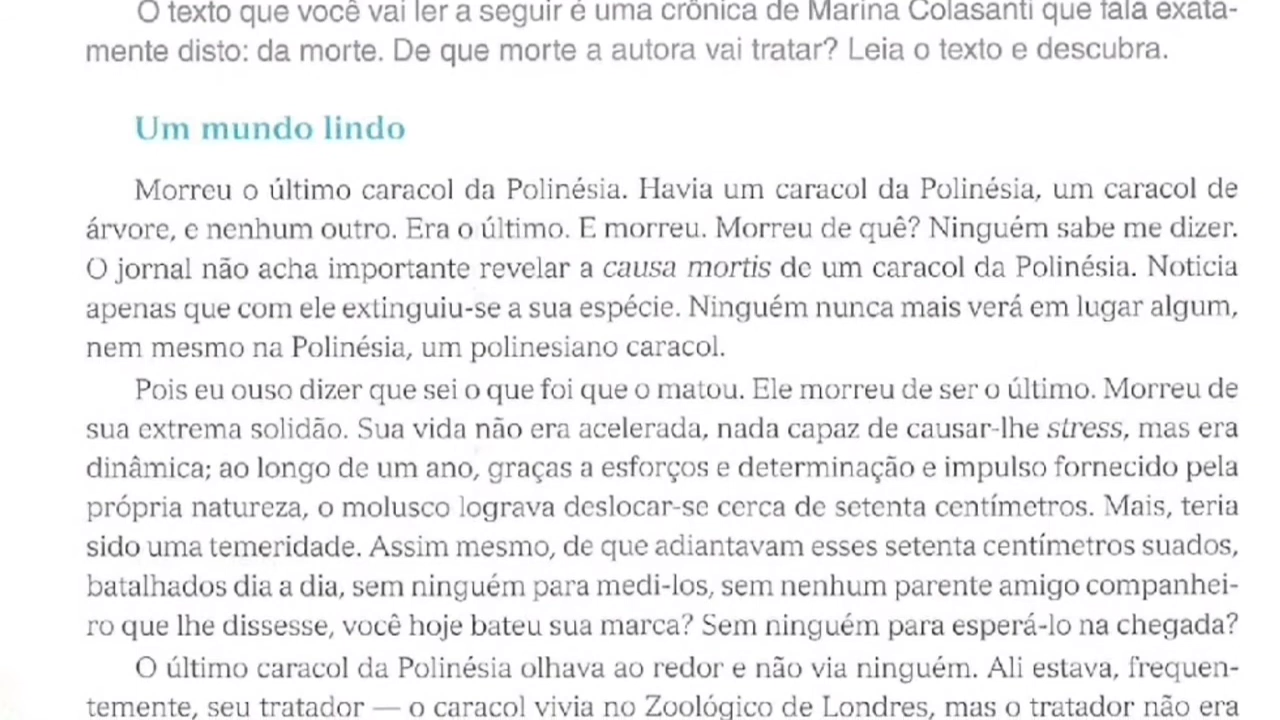 O texto que você vai ler a seguir é uma crônica de Marina Colasanti que fala exata-
mente disto: da morte. De que morte a autora vai tratar? Leia o texto e descubra.
Um mundo lindo
Morreu o último caracol da Polinésia. Havia um caracol da Polinésia, um caracol de
árvore, e nenhum outro. Era o último. E morreu. Morreu de quê? Ninguém sabe me dizer.
O jornal não acha importante revelar a causa mortis de um caracol da Polinésia. Noticia
apenas que com ele extinguiu-se a sua espécie. Ninguém nunca mais verá em lugar algum,
nem mesmo na Polinésia, um polinesiano caracol.
Pois eu ouso dizer que sei o que foi que o matou. Ele morreu de ser o último. Morreu de
sua extrema solidão. Sua vida não era acelerada, nada capaz de causar-lhe stress, mas era
dinâmica; ao longo de um ano, graças a esforços e determinação e impulso fornecido pela
própria natureza, o molusco lograva deslocar-se cerca de setenta centímetros. Mais, teria
sido uma temeridade. Assim mesmo, de que adiantavam esses setenta centímetros suados,
batalhados dia a dia, sem ninguém para medi-los, sem nenhum parente amigo companhei-
ro que lhe dissesse, você hoje bateu sua marca? Sem ninguém para esperá-lo na chegada?
O último caracol da Polinésia olhava ao redor e não via ninguém. Ali estava, frequen-
temente, seu tratador — o caracol vivia no Zoológico de Londres, mas o tratador não era